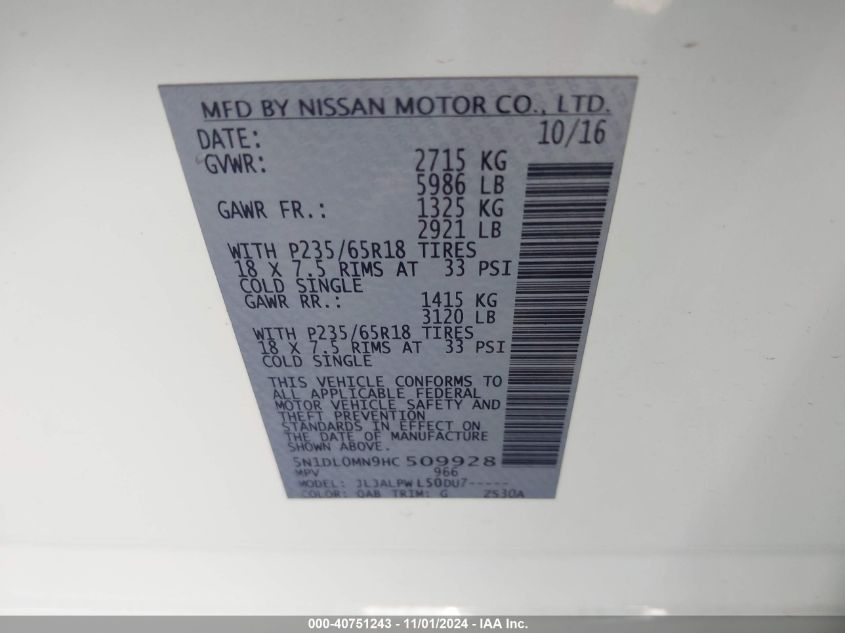 MFD BY NISSAN MOTOR CO., LTD.
DATE: 10/16
GVWR: 2715 KG
5986 LB
GAWR FR.: 1325 KG
2921 LB
WITH P235/65R18 TIRES
18 X 7.5 RIMS AT 33 PSI
COLD SINGLE
GAWR RR.: 1415 KG
3120 LB
WITH P235/65R18 TIRES
18 X 7.5 RIMS AT 33 PSI
COLD SINGLE
THIS VEHICLE CONFORMS TO
ALL APPLICABLE FEDERAL
MOTOR VEHICLE SAFETY AND
THEFT PREVENTION
STANDARDS IN EFFECT ON
THE DATE OF MANUFACTURE
SHOWN ABOVE.
5N1DL0MN9HC 509928
MPV 966
MODEL: JLJALPW L50DU7-----
COLOR: QAB TRIM: G ZS30A
000-40751243 - 11/01/2024 - IAA Inc.